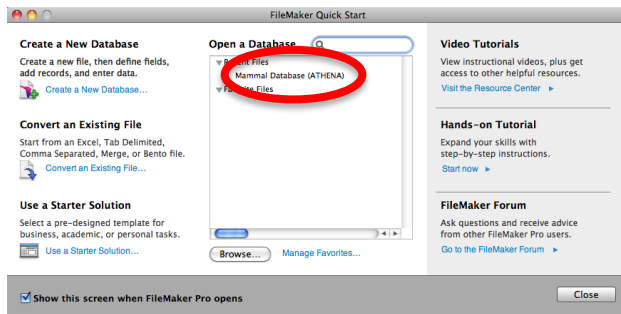 FileMaker Quick Start
Create a New Database
Create a new file, then define fields,
add records, and enter data.
Create a New Database...
Convert an Existing File
Start from an Excel, Tab Delimited,
Comma Separated, Merge, or Bento file.
Convert an Existing File...
Use a Starter Solution
Select a pre-designed template for
business, academic, or personal tasks.
Use a Starter Solution...
Open a Database
Files
Mammal Database (ATHENA)
Files
Browse...
Manage Favorites...
Video Tutorials
View instructional videos, plus get
access to other helpful resources.
Visit the Resource Center
Hands-on Tutorial
Expand your skills with
step-by-step instructions.
Start now
FileMaker Forum
Ask questions and receive advice
from other FileMaker Pro users.
Go to the FileMaker Forum
Show this screen when FileMaker Pro opens
Close